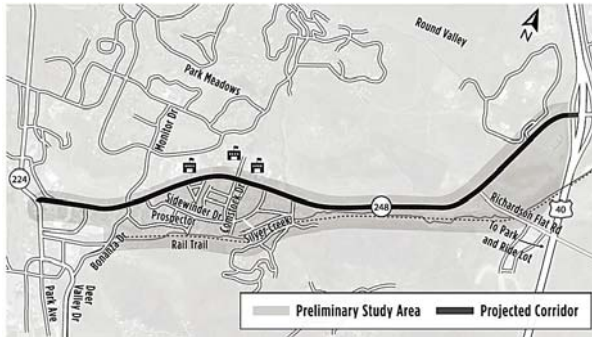 Round Valley
N
Park Meadows
Monitor Dr
224
Sidewinder Dr
Comstock Dr
Prospector
248
Richardson Flat Rd
40
Silver Creek
To Park
and Ride Lot
Bonanza Dr
Rail Trail
Park Ave
Deer
Valley Dr
Preliminary Study Area
Projected Corridor